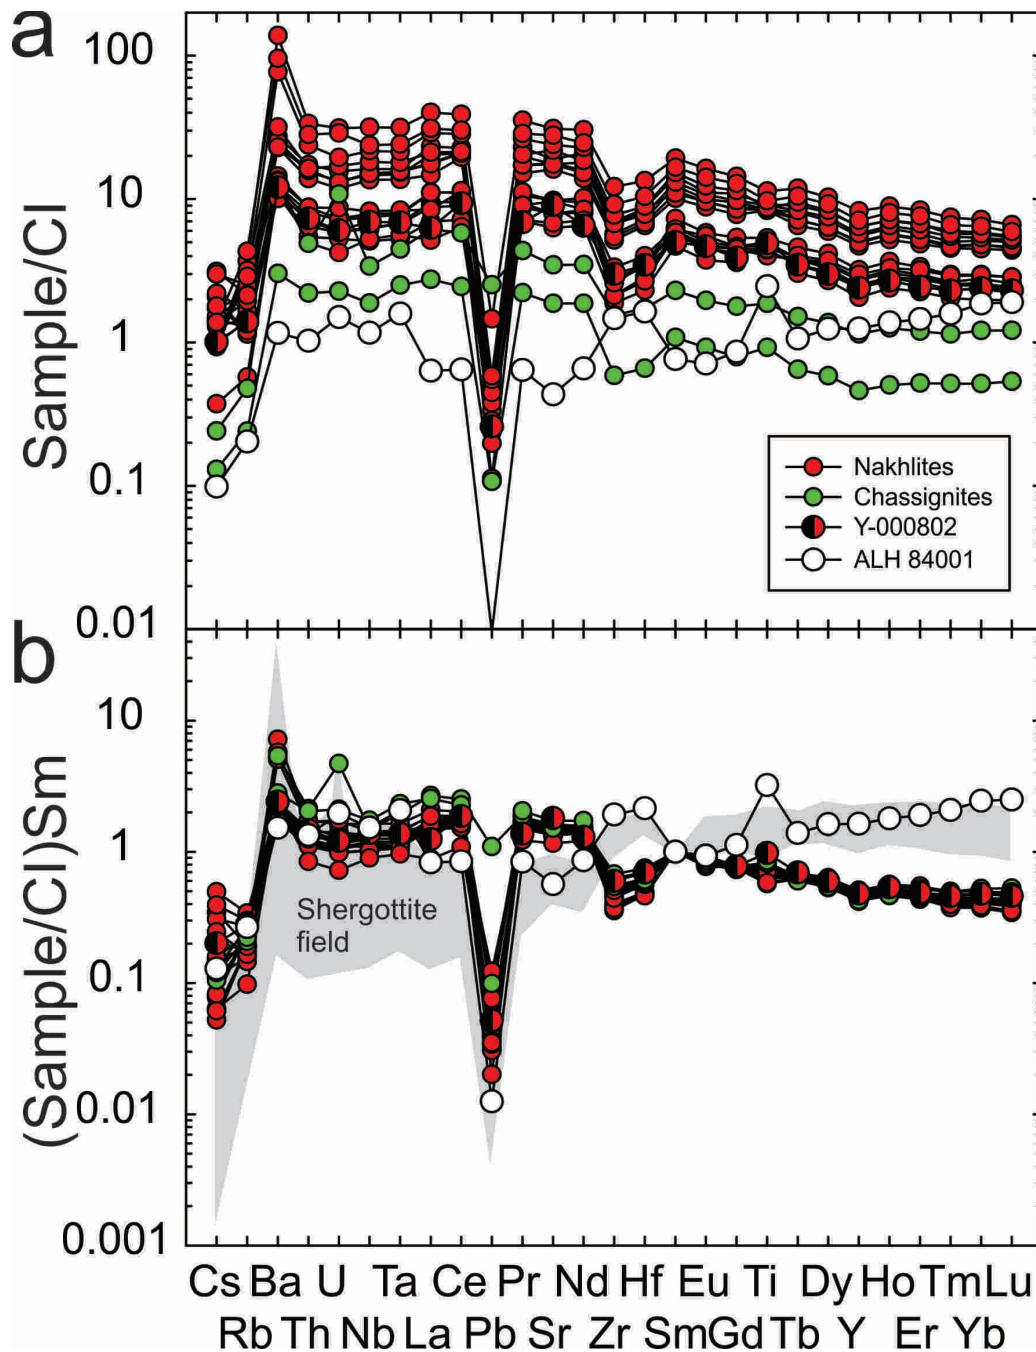 a
100
10
1
0.1
0.01
Sample/CI
Nakhlites
Chassignites
Y-000802
ALH 84001
b
10
1
0.1
0.01
0.001
(Sample/CI)Sm
Shergottite
field
Cs Ba U Ta Ce Pr Nd Hf Eu Ti Dy Ho Tm Lu
Rb Th Nb La Pb Sr Zr Sm Gd Tb Y Er Yb